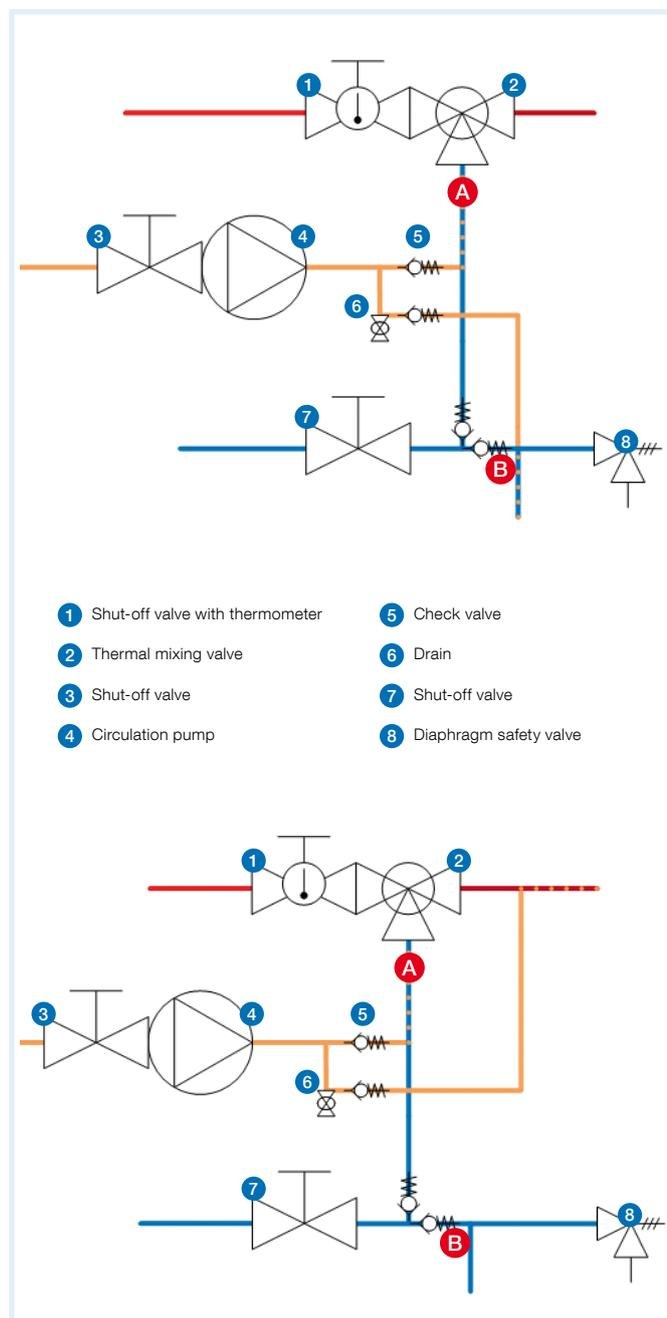 1 2
A
3 4 5
6
7 8
B
1 Shut-off valve with thermometer
2 Thermal mixing valve
3 Shut-off valve
4 Circulation pump
5 Check valve
6 Drain
7 Shut-off valve
8 Diaphragm safety valve
1 2
A
3 4 5
6
7 8
B